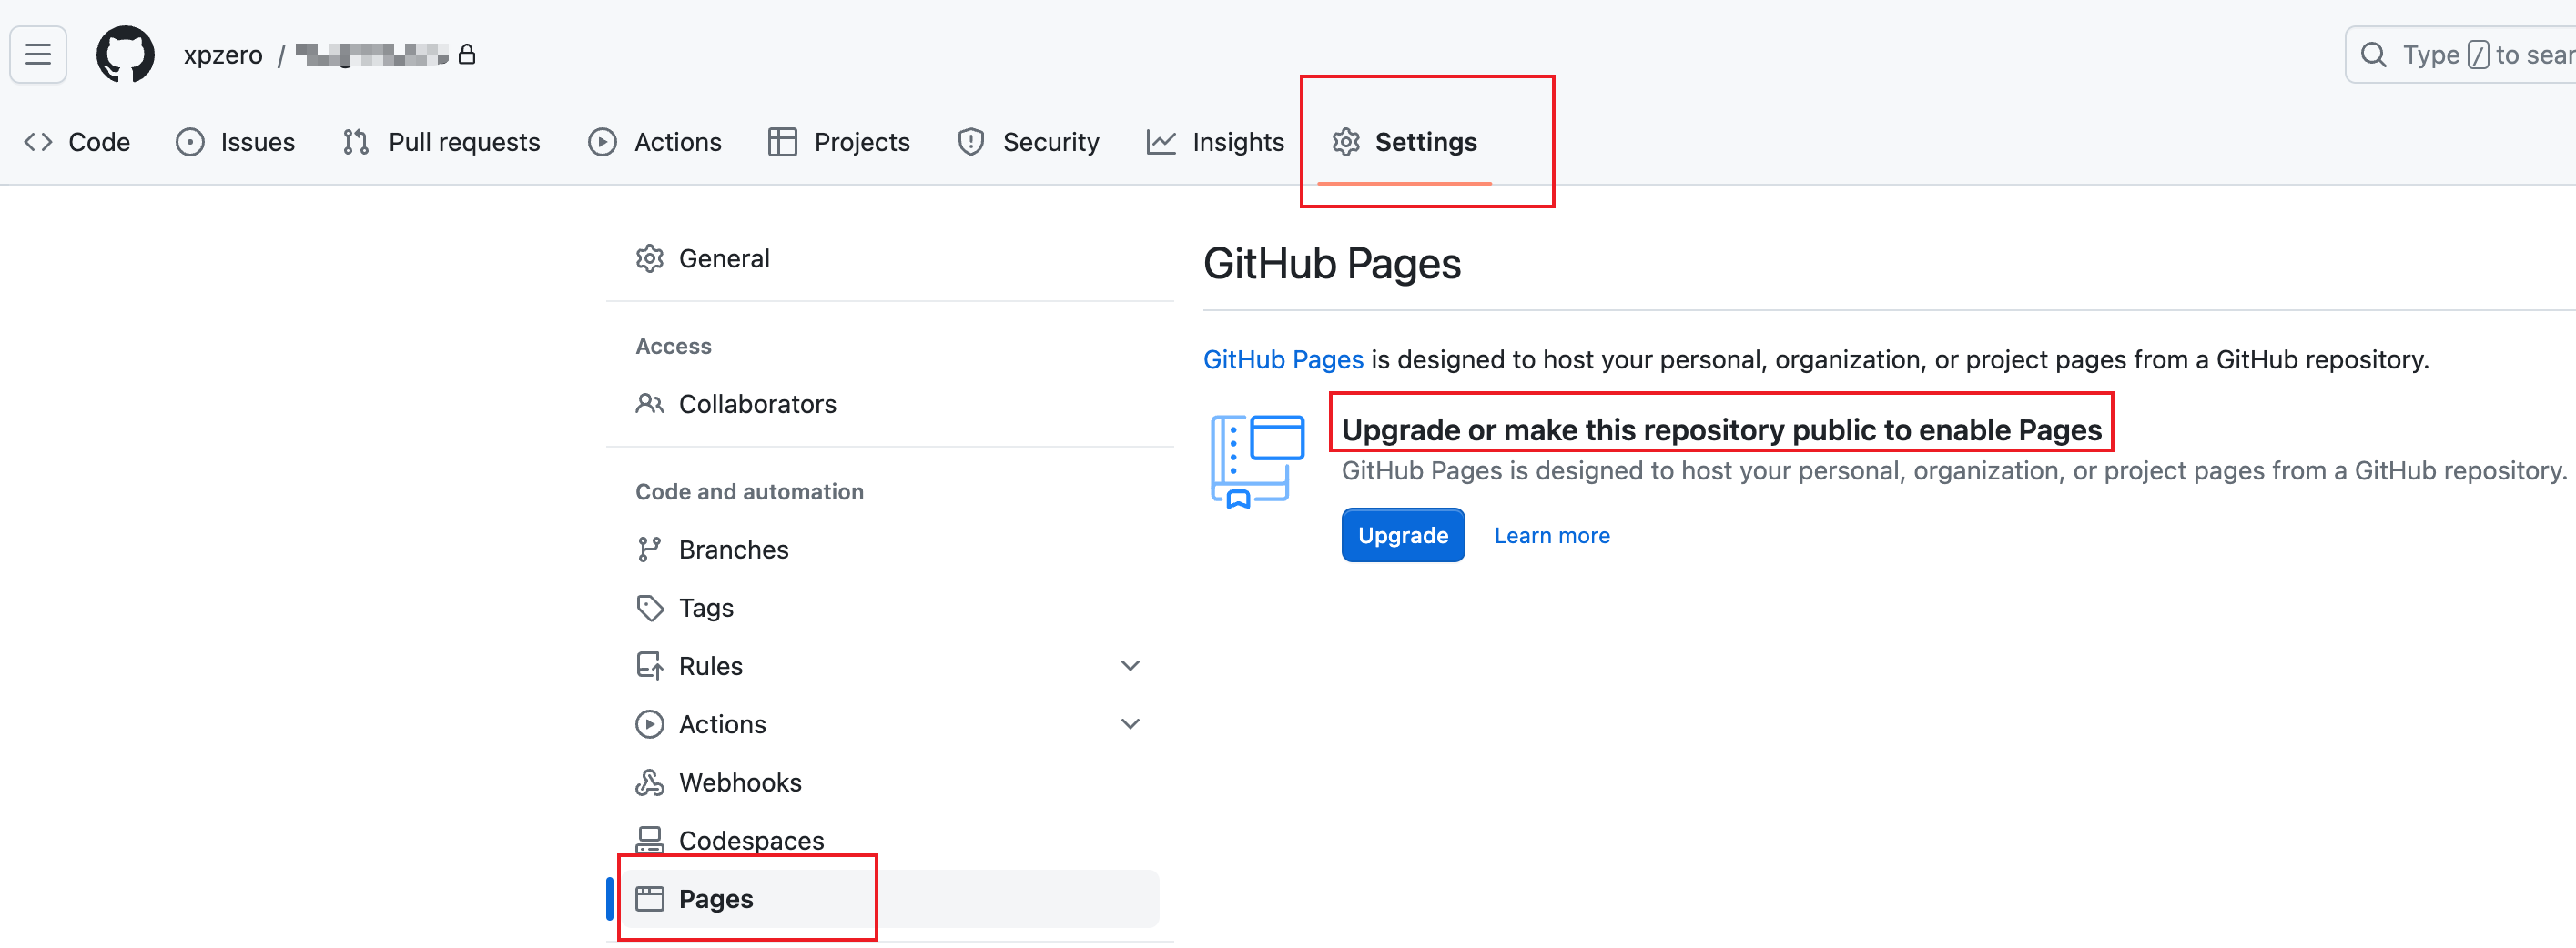 xpzero /
Type / to sear
Code Issues Pull requests Actions Projects Security Insights Settings
General
Access
Collaborators
Code and automation
Branches
Tags
Rules
Actions
Webhooks
Codespaces
Pages
GitHub Pages
GitHub Pages is designed to host your personal, organization, or project pages from a GitHub repository.
Upgrade or make this repository public to enable Pages
GitHub Pages is designed to host your personal, organization, or project pages from a GitHub repository.
Upgrade Learn more